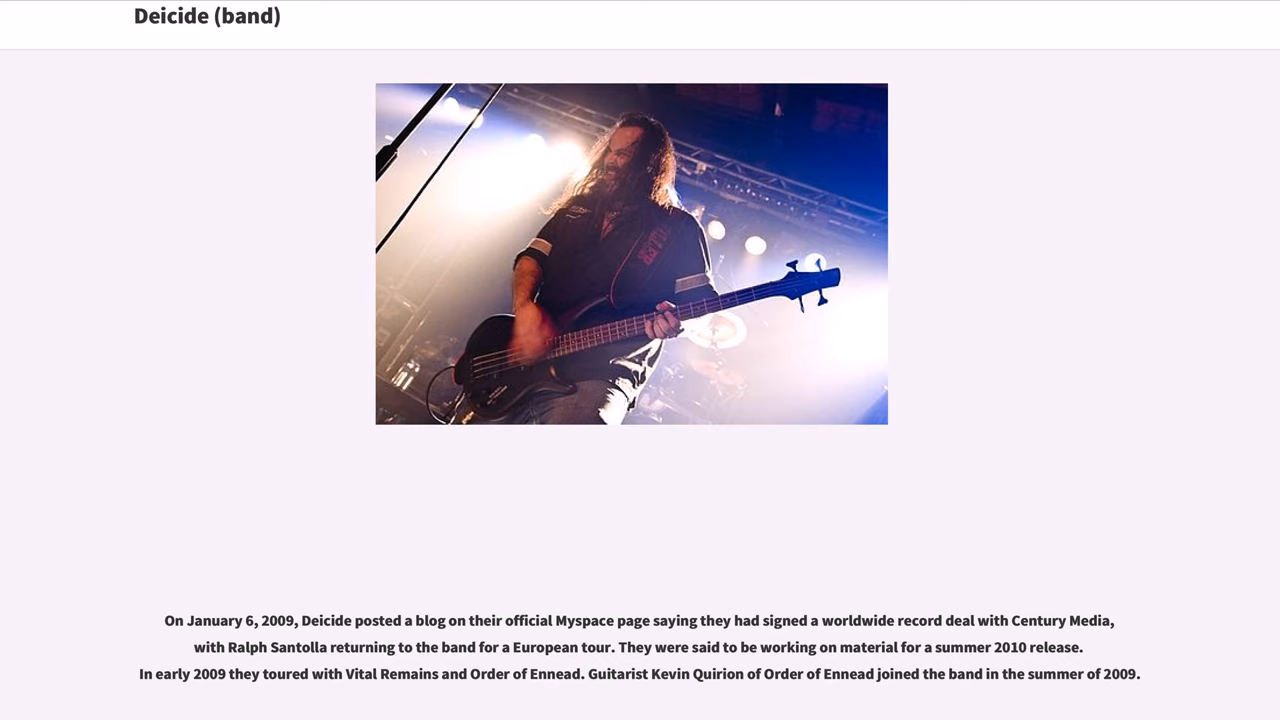 Deicide (band)
On January 6, 2009, Deicide posted a blog on their official Myspace page saying they had signed a worldwide record deal with Century Media,
with Ralph Santolla returning to the band for a European tour. They were said to be working on material for a summer 2010 release.
In early 2009 they toured with Vital Remains and Order of Ennead. Guitarist Kevin Quirion of Order of Ennead joined the band in the summer of 2009.